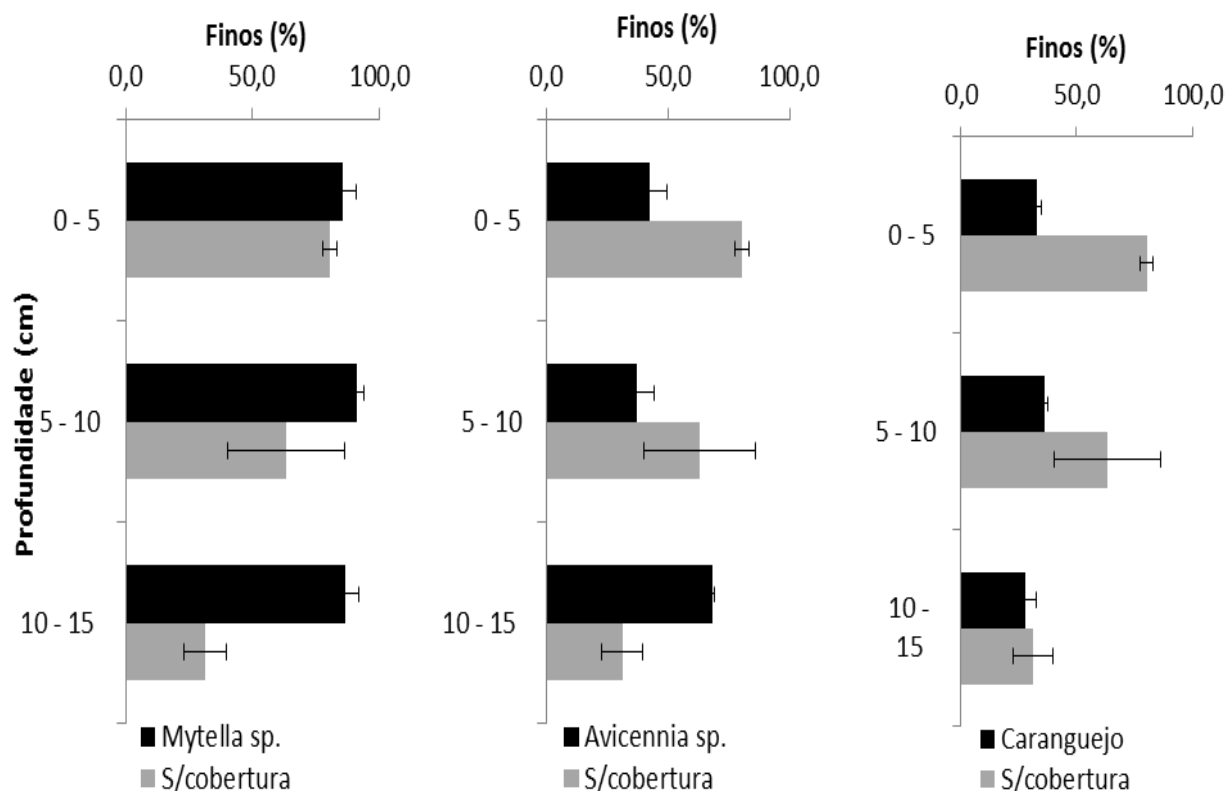 Finos (%)
0,0 50,0 100,0
Profundidade (cm)
0 - 5
5 - 10
10 - 15
Mytella sp.
S/cobertura
Finos (%)
0,0 50,0 100,0
0 - 5
5 - 10
10 - 15
Avicennia sp.
S/cobertura
Finos (%)
0,0 50,0 100,0
0 - 5
5 - 10
10 -
15
Caranguejo
S/cobertura